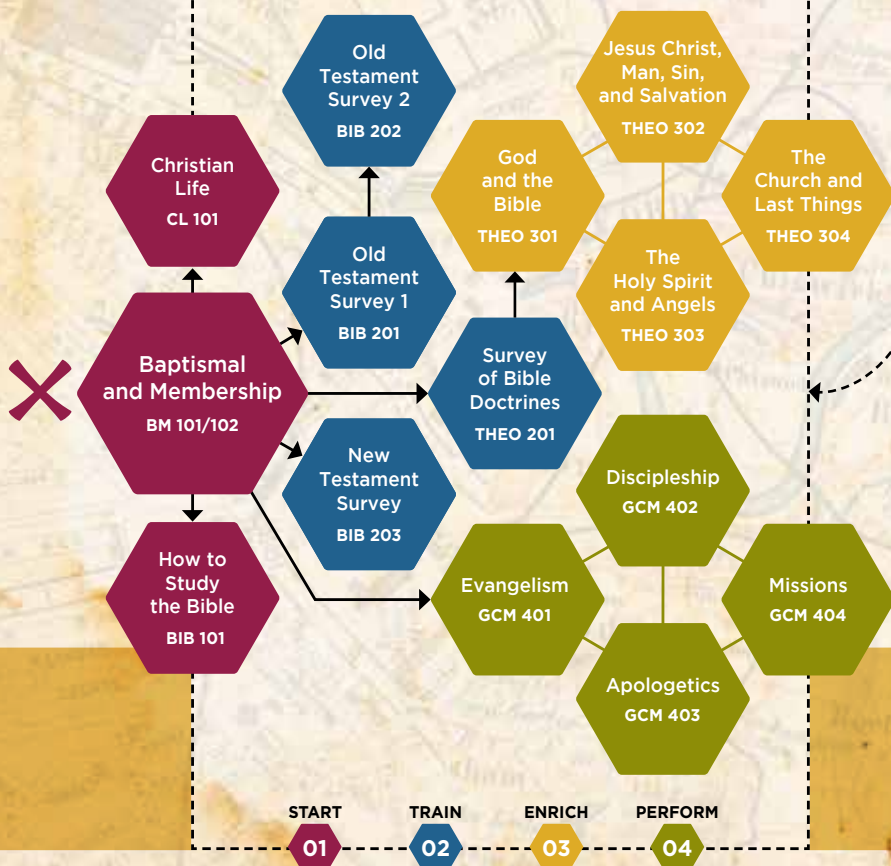 Old
Testament
Survey 2
BIB 202
Jesus Christ,
Man, Sin,
and Salvation
THEO 302
Christian
Life
CL 101
God
and the
Bible
THEO 301
The
Church and
Last Things
THEO 304
Old
Testament
Survey 1
BIB 201
The
Holy Spirit
and Angels
THEO 303
Baptismal
and Membership
BM 101/102
Survey
of Bible
Doctrines
THEO 201
New
Testament
Survey
BIB 203
Discipleship
GCM 402
How to
Study
the Bible
BIB 101
Evangelism
GCM 401
Missions
GCM 404
Apologetics
GCM 403
START
01
TRAIN
02
ENRICH
03
PERFORM
04